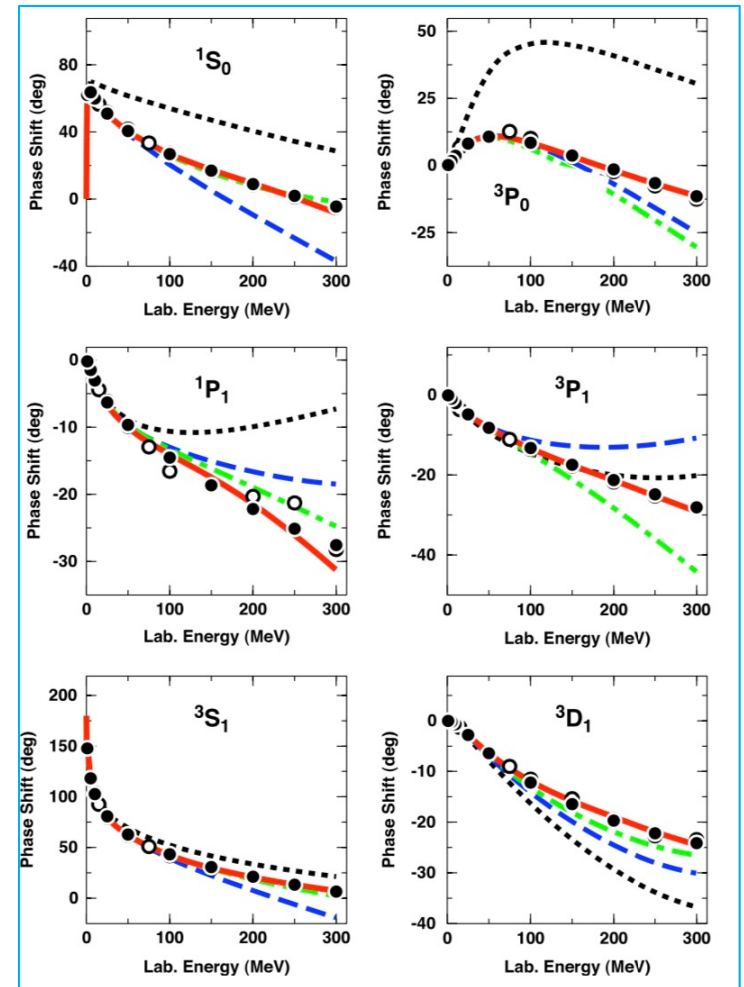 80
40
0
-40
Phase Shift (deg)
¹S₀
0 100 200 300
Lab. Energy (MeV)
50
25
0
-25
Phase Shift (deg)
³P₀
0 100 200 300
Lab. Energy (MeV)
0
-10
-20
-30
Phase Shift (deg)
¹P₁
0 100 200 300
Lab. Energy (MeV)
0
-20
-40
Phase Shift (deg)
³P₁
0 100 200 300
Lab. Energy (MeV)
200
150
100
50
0
Phase Shift (deg)
³S₁
0 100 200 300
Lab. Energy (MeV)
0
-10
-20
-30
-40
Phase Shift (deg)
³D₁
0 100 200 300
Lab. Energy (MeV)